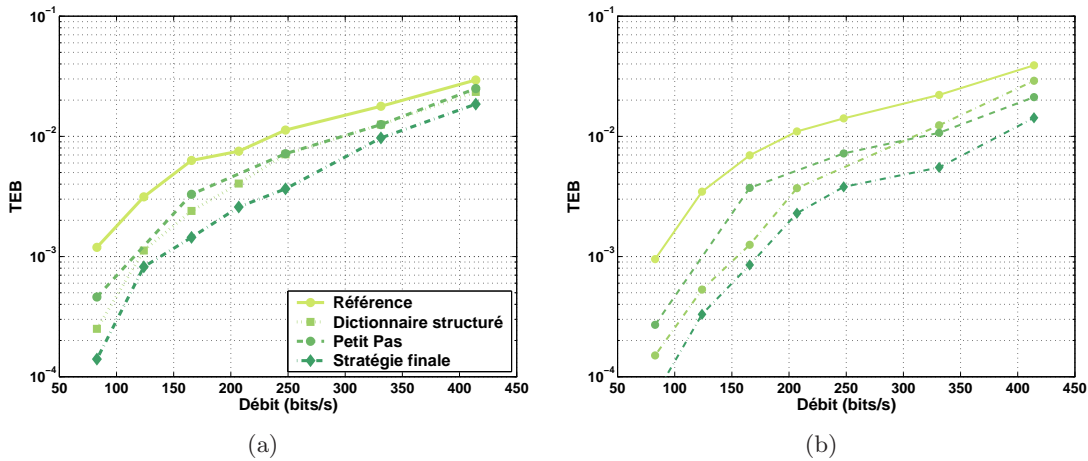 10^-1
10^-2
10^-3
10^-4
TEB
50 100 150 200 250 300 350 400 450
Débit (bits/s)
Référence
Dictionnaire structuré
Petit Pas
Stratégie finale
(a)
10^-1
10^-2
10^-3
10^-4
TEB
50 100 150 200 250 300 350 400 450
Débit (bits/s)
(b)